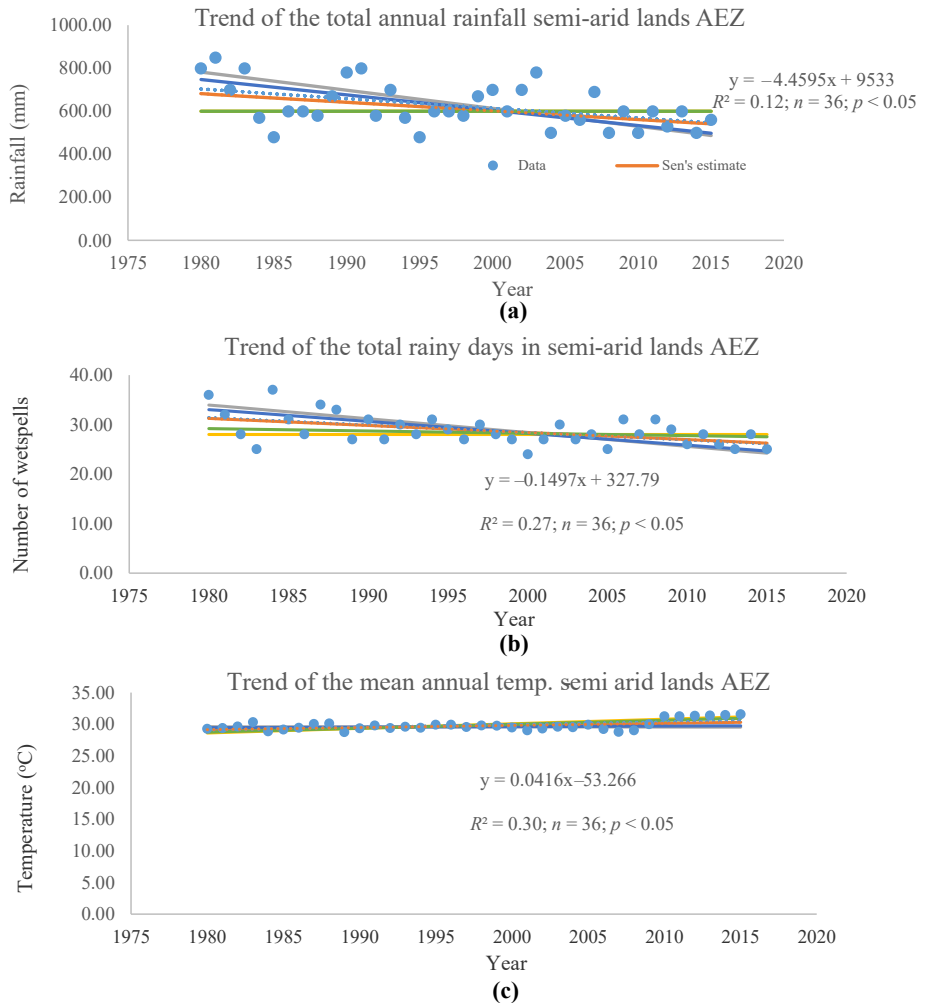 Trend of the total annual rainfall semi-arid lands AEZ
1000.00
800.00
600.00
400.00
200.00
0.00
Rainfall (mm)
y = –4.4595x + 9533
R² = 0.12; n = 36; p < 0.05
Data
Sen's estimate
1975 1980 1985 1990 1995 2000 2005 2010 2015 2020
Year
(a)
Trend of the total rainy days in semi-arid lands AEZ
40.00
30.00
20.00
10.00
0.00
Number of wetspells
y = –0.1497x + 327.79
R² = 0.27; n = 36; p < 0.05
1975 1980 1985 1990 1995 2000 2005 2010 2015 2020
Year
(b)
Trend of the mean annual temp. semi arid lands AEZ
35.00
30.00
25.00
20.00
15.00
10.00
5.00
0.00
Temperature (°C)
y = 0.0416x–53.266
R² = 0.30; n = 36; p < 0.05
1975 1980 1985 1990 1995 2000 2005 2010 2015 2020
Year
(c)